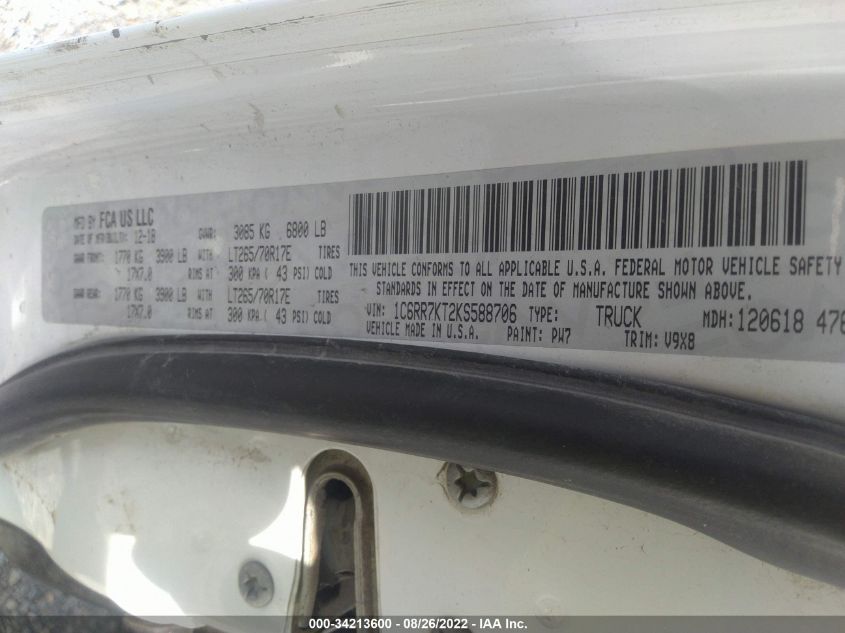 MFD BY FCA US LLC
DATE OF MFR/BUILT: 12-18 GVWR: 3085 KG 6800 LB
GAWR FRONT: 1770 KG 3900 LB WITH LT265/70R17E TIRES
17X7.0 RIMS AT 300 KPA ( 43 PSI) COLD
GAWR REAR: 1770 KG 3900 LB WITH LT265/70R17E TIRES
17X7.0 RIMS AT 300 KPA ( 43 PSI) COLD
THIS VEHICLE CONFORMS TO ALL APPLICABLE U.S.A. FEDERAL MOTOR VEHICLE SAFETY
STANDARDS IN EFFECT ON THE DATE OF MANUFACTURE SHOWN ABOVE.
VIN: 1C6RR7KT2KS588706 TYPE: TRUCK MDH: 120618 476
VEHICLE MADE IN U.S.A. PAINT: PW7 TRIM: V9X8
000-34213600 - 08/26/2022 - IAA Inc.